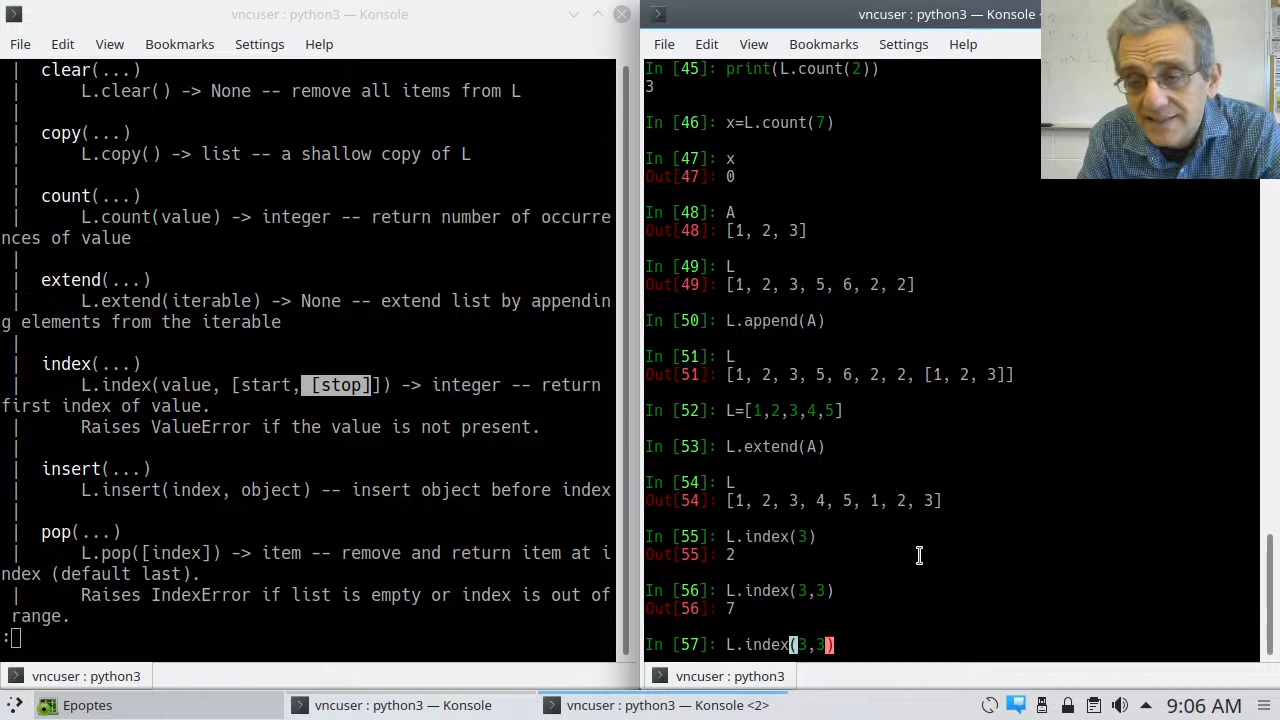 vncuser : python3 — Konsole
File Edit View Bookmarks Settings Help
| clear(...)
| L.clear() -> None -- remove all items from L
|
| copy(...)
| L.copy() -> list -- a shallow copy of L
|
| count(...)
| L.count(value) -> integer -- return number of occurre
nces of value
|
| extend(...)
| L.extend(iterable) -> None -- extend list by appendin
g elements from the iterable
|
| index(...)
| L.index(value, [start, [stop]]) -> integer -- return
first index of value.
| Raises ValueError if the value is not present.
|
| insert(...)
| L.insert(index, object) -- insert object before index
|
| pop(...)
| L.pop([index]) -> item -- remove and return item at i
ndex (default last).
| Raises IndexError if list is empty or index is out of
range.
:
vncuser : python3
vncuser : python3 — Konsole
File Edit View Bookmarks Settings Help
In [45]: print(L.count(2))
3
In [46]: x=L.count(7)
In [47]: x
Out[47]: 0
In [48]: A
Out[48]: [1, 2, 3]
In [49]: L
Out[49]: [1, 2, 3, 5, 6, 2, 2]
In [50]: L.append(A)
In [51]: L
Out[51]: [1, 2, 3, 5, 6, 2, 2, [1, 2, 3]]
In [52]: L=[1,2,3,4,5]
In [53]: L.extend(A)
In [54]: L
Out[54]: [1, 2, 3, 4, 5, 1, 2, 3]
In [55]: L.index(3)
Out[55]: 2
In [56]: L.index(3,3)
Out[56]: 7
In [57]: L.index(3,3)
vncuser : python3
Epoptes
vncuser : python3 — Konsole
vncuser : python3 — Konsole <2>
9:06 AM